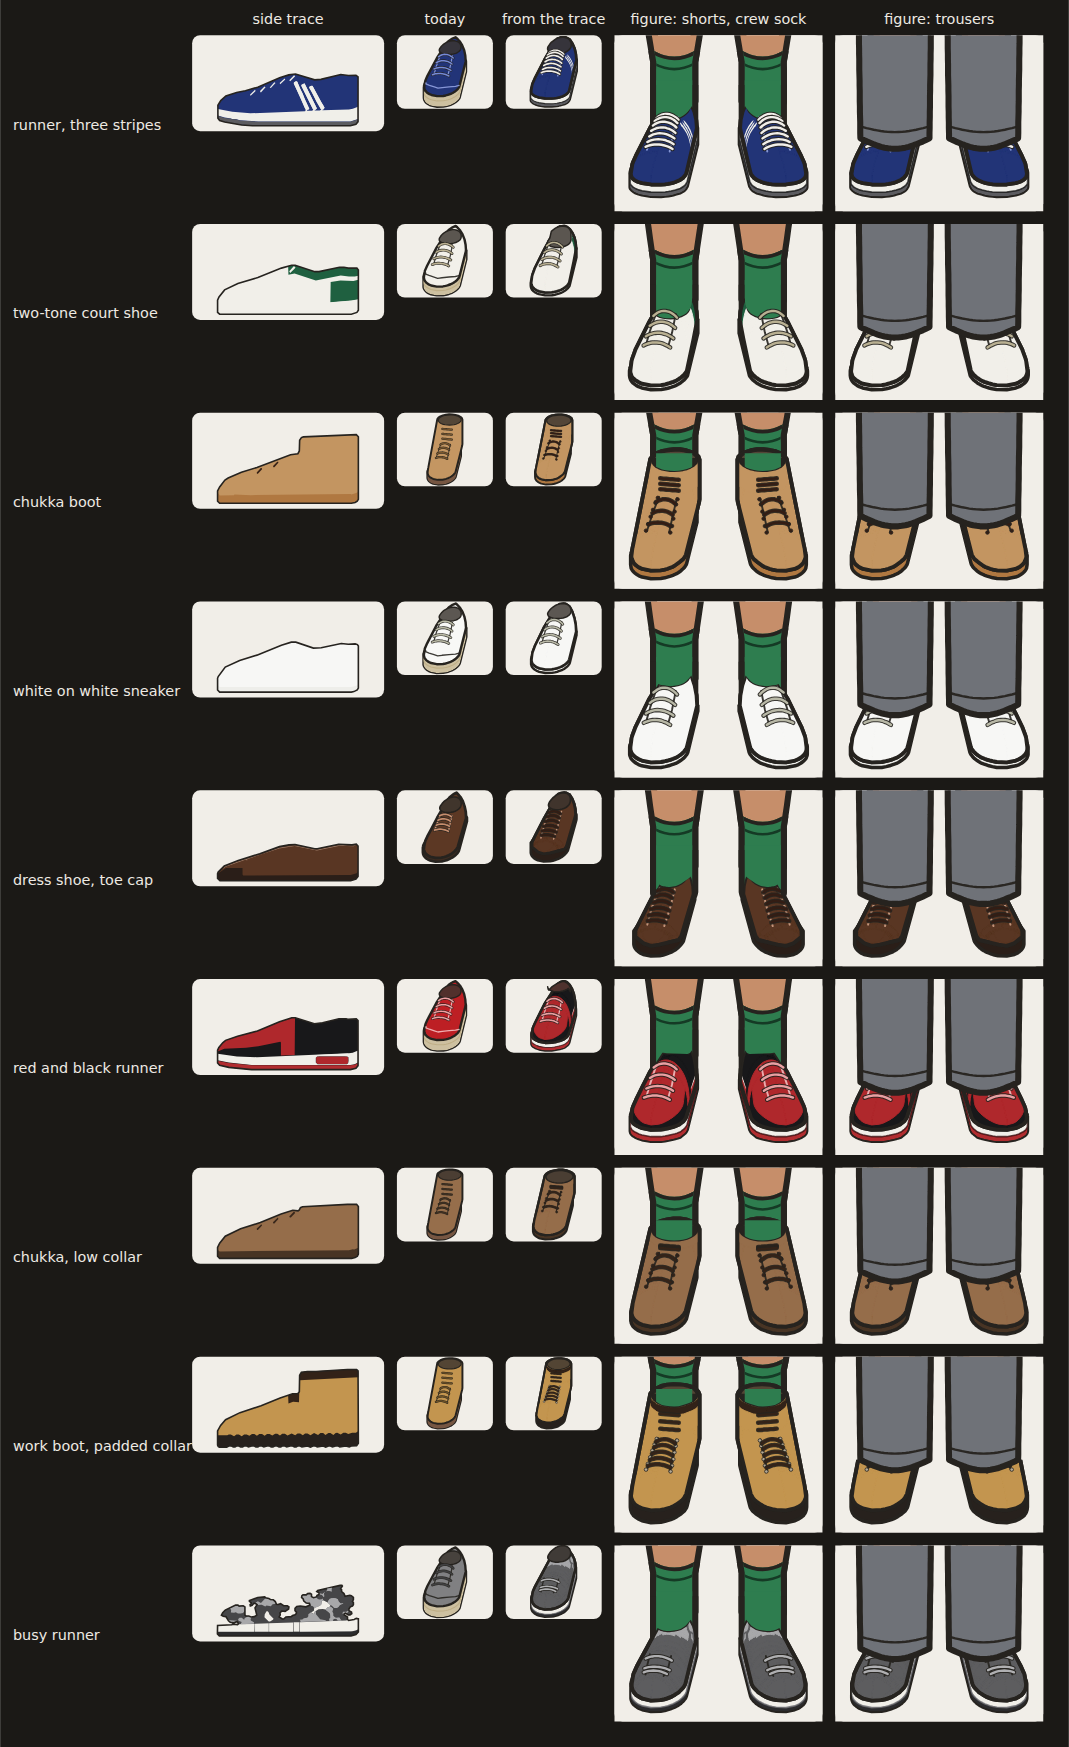 side trace
today
from the trace
figure: shorts, crew sock
figure: trousers
runner, three stripes
two-tone court shoe
chukka boot
white on white sneaker
dress shoe, toe cap
red and black runner
chukka, low collar
work boot, padded collar
busy runner